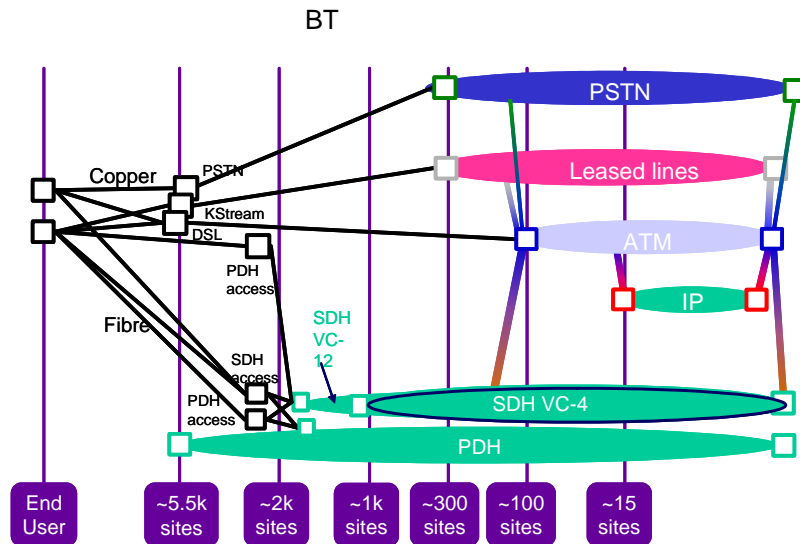 BT
PSTN
Copper
PSTN
Leased lines
KStream
DSL
ATM
PDH
access
IP
SDH
VC-
12
Fibre
SDH
access
PDH
access
SDH VC-4
PDH
End
User
~5.5k
sites
~2k
sites
~1k
sites
~300
sites
~100
sites
~15
sites